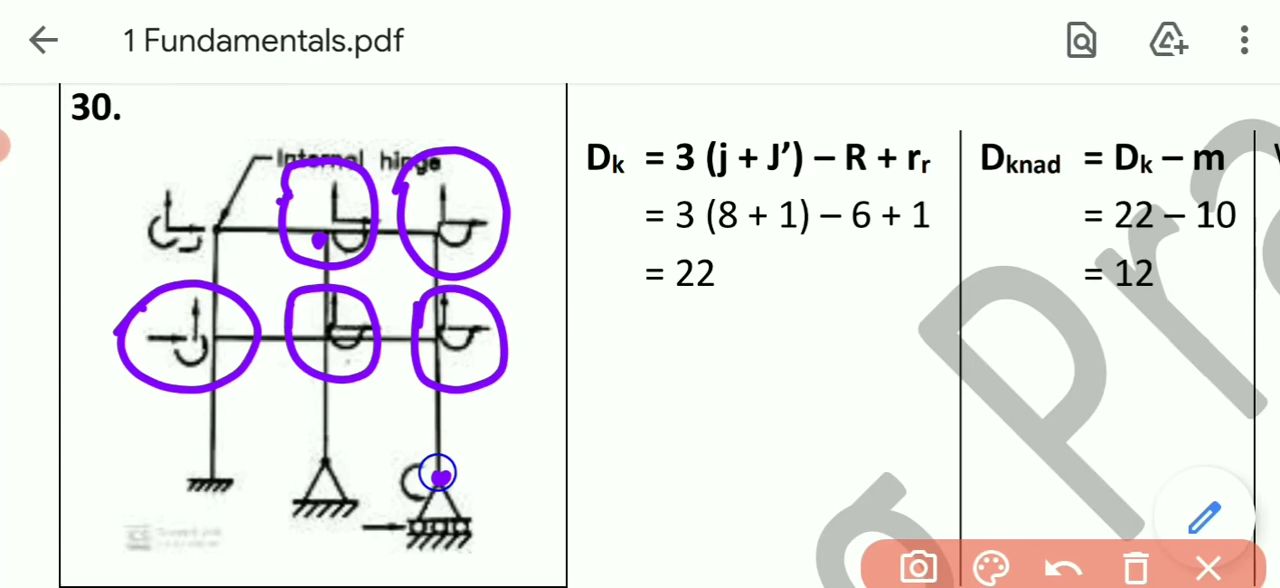 1 Fundamentals.pdf
30.
Internal hinge
Dₖ = 3 (j + J’) – R + rᵣ
= 3 (8 + 1) – 6 + 1
= 22
Dₖₙₐd = Dₖ – m
= 22 – 10
= 12